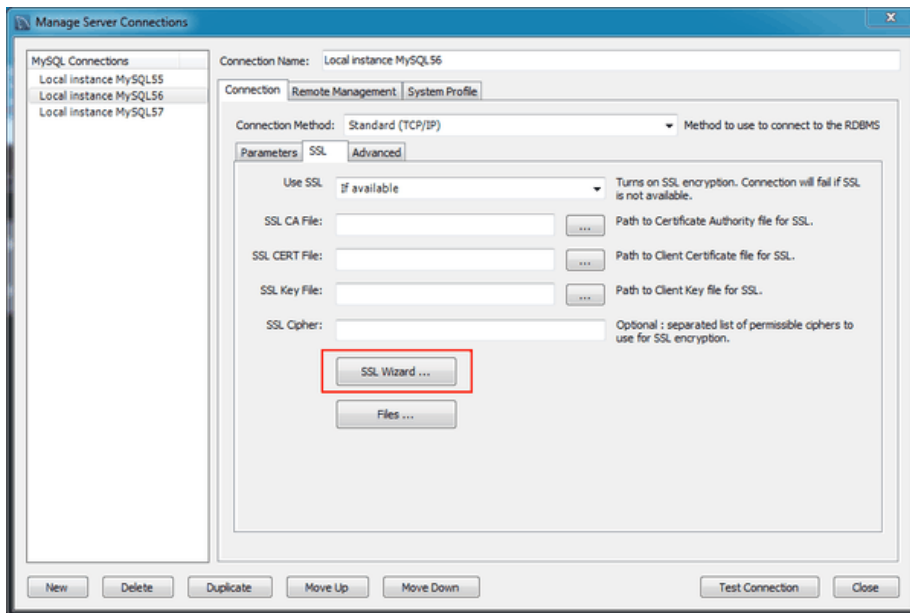 Manage Server Connections
MySQL Connections
Local instance MySQL55
Local instance MySQL56
Local instance MySQL57
Connection Name: Local instance MySQL56
Connection Remote Management System Profile
Connection Method: Standard (TCP/IP) Method to use to connect to the RDBMS
Parameters SSL Advanced
Use SSL If available Turns on SSL encryption. Connection will fail if SSL
is not available.
SSL CA File: ... Path to Certificate Authority file for SSL.
SSL CERT File: ... Path to Client Certificate file for SSL.
SSL Key File: ... Path to Client Key file for SSL.
SSL Cipher: Optional : separated list of permissible ciphers to
use for SSL encryption.
SSL Wizard ...
Files ...
New Delete Duplicate Move Up Move Down Test Connection Close